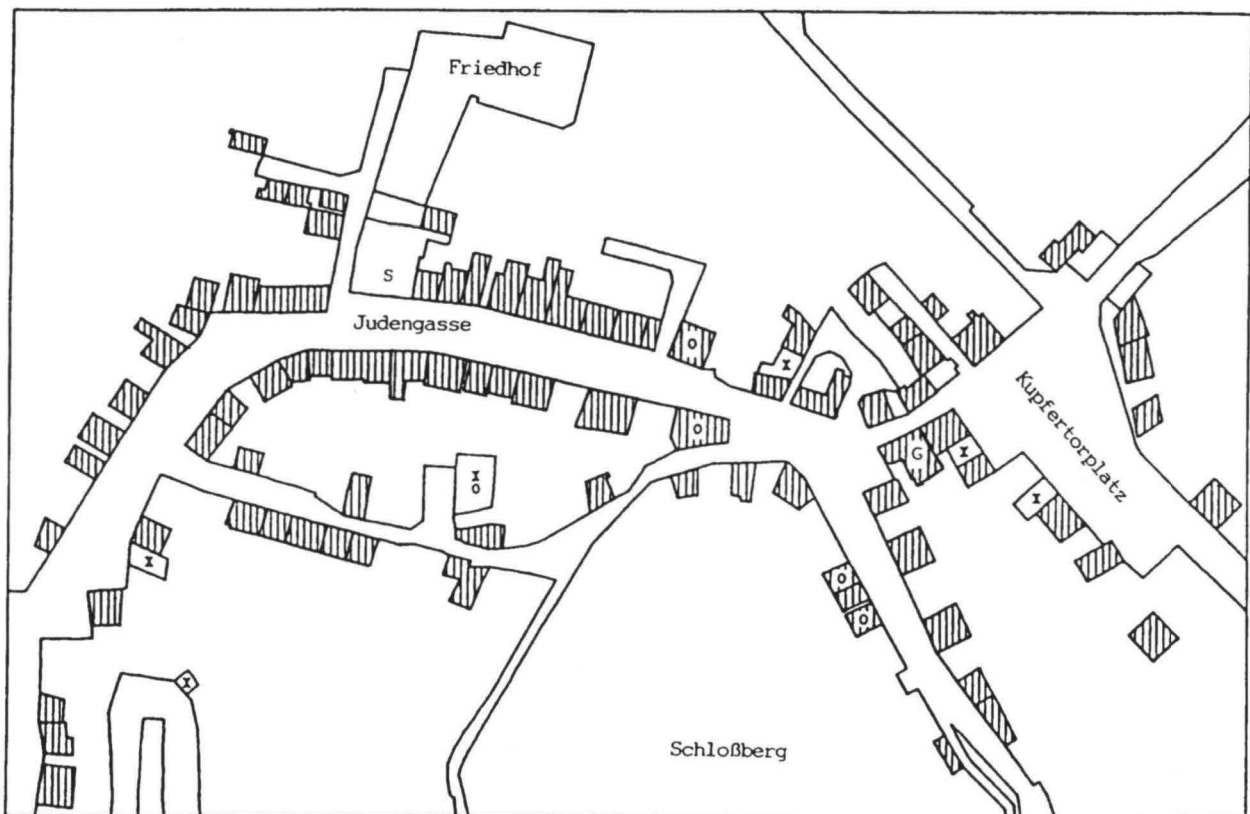 Friedhof
S
Judengasse
O
I
Kupfertorplatz
O
G
I
I
O
I
I
O
O
I
Schloßberg